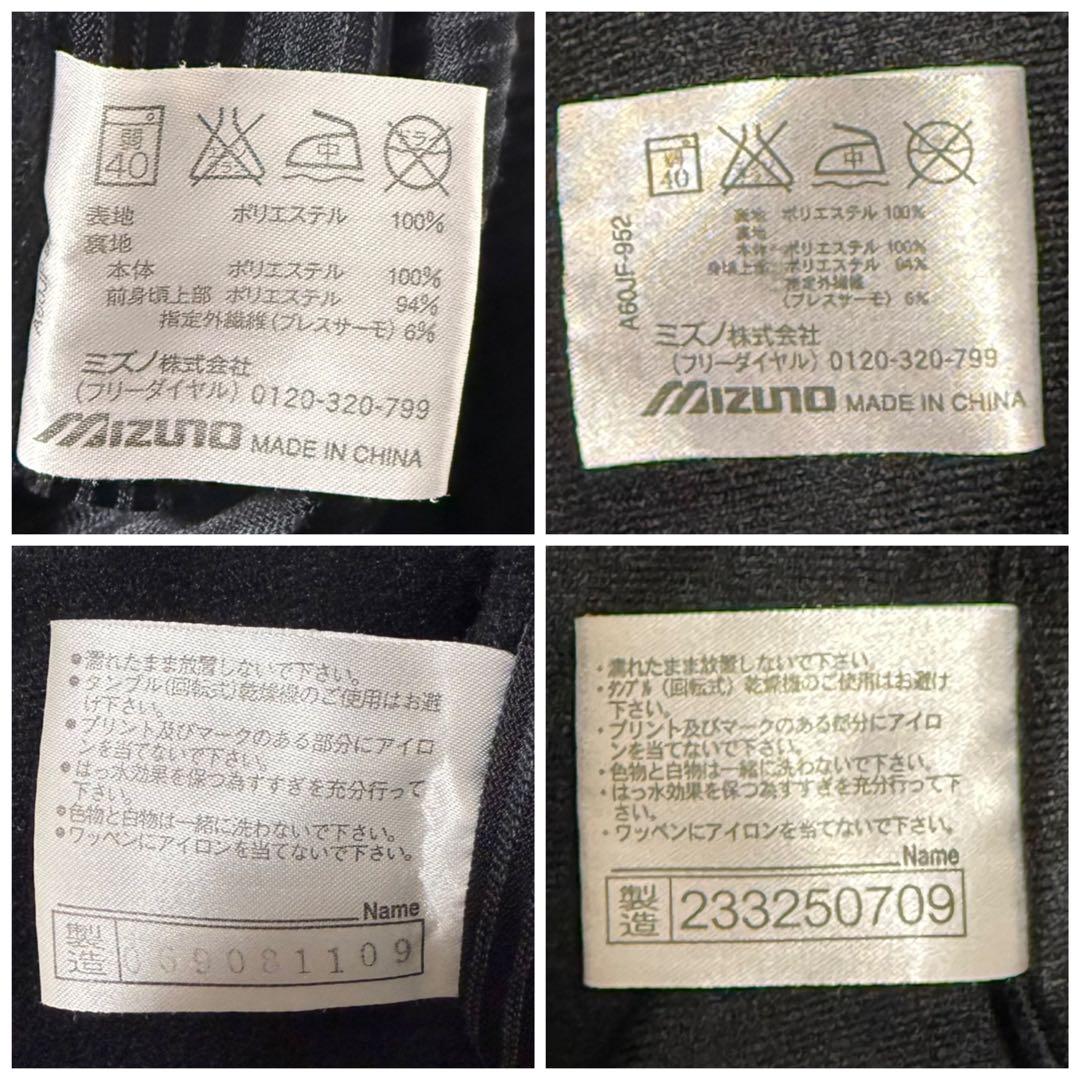 弱
40
エンソ
サラシ
中
ドライ
表地 ポリエステル 100%
裏地
本体 ポリエステル 100%
前身頃上部 ポリエステル 94%
指定外繊維(ブレスサーモ) 6%
ミズノ株式会社
(フリーダイヤル) 0120-320-799
MIZUNO MADE IN CHINA
弱
40
中
A60JF-952
表地 ポリエステル 100%
裏地
本体 ポリエステル 100%
身頃上部 ポリエステル 94%
指定外繊維
(ブレスサーモ) 6%
ミズノ株式会社
(フリーダイヤル) 0120-320-799
MIZUNO MADE IN CHINA
●濡れたまま放置しないで下さい。
●タンブル(回転式)乾燥機のご使用はお避
け下さい。
●プリント及びマークのある部分にアイロ
ンを当てないで下さい。
●はっ水効果を保つ為すすぎを充分行って
下さい。
●色物と白物は一緒に洗わないで下さい。
●ワッペンにアイロンを当てないで下さい。
Name
製造 069081109
・濡れたまま放置しないで下さい。
・タンブル(回転式)乾燥機のご使用はお避け
下さい。
・プリント及びマークのある部分にアイロ
ンを当てないで下さい。
・色物と白物は一緒に洗わないで下さい。
・はっ水効果を保つ為すすぎを充分行って下
さい。
・ワッペンにアイロンを当てないで下さい。
Name
製造 233250709